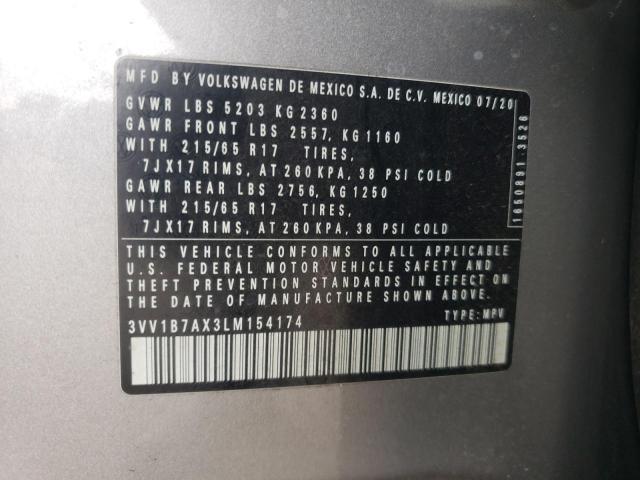 MFD BY VOLKSWAGEN DE MEXICO S.A. DE C.V. MEXICO 07/20
GVWR LBS 5203 KG 2360
GAWR FRONT LBS 2557, KG 1160
WITH 215/65 R17 TIRES,
7JX17 RIMS, AT 260 KPA, 38 PSI COLD
GAWR REAR LBS 2756, KG 1250
WITH 215/65 R17 TIRES,
7JX17 RIMS, AT 260 KPA, 38 PSI COLD
THIS VEHICLE CONFORMS TO ALL APPLICABLE
U.S. FEDERAL MOTOR VEHICLE SAFETY AND
THEFT PREVENTION STANDARDS IN EFFECT ON
THE DATE OF MANUFACTURE SHOWN ABOVE.
3VV1B7AX3LM154174 TYPE: MPV
1650891 3526